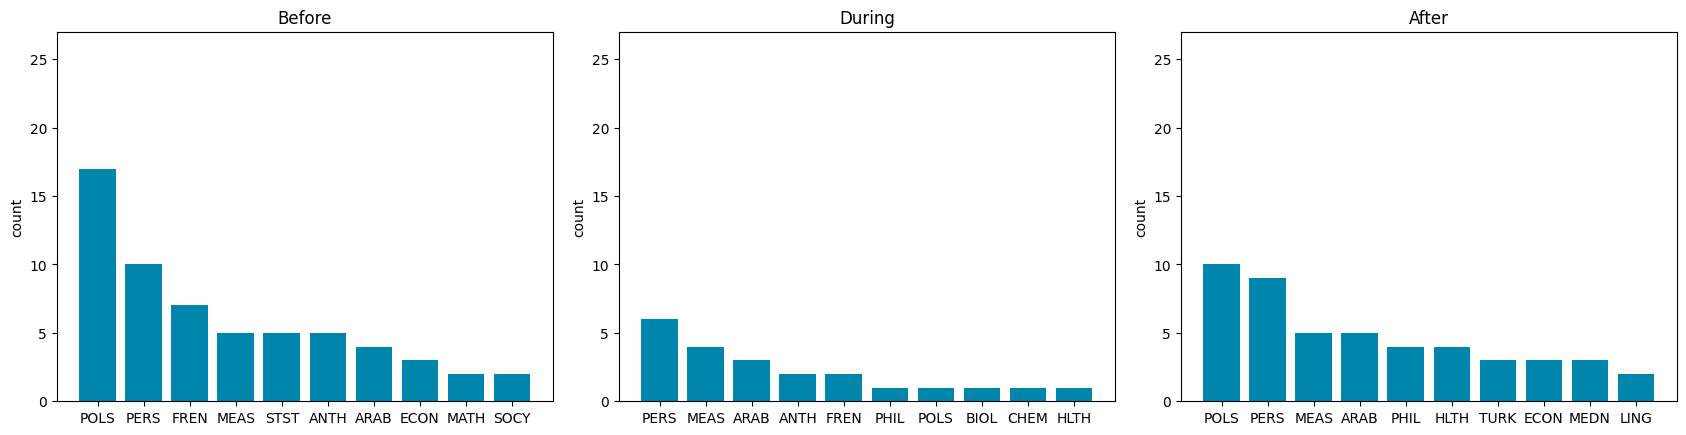 Before
25
20
15
10
5
0
count
POLS PERS FREN MEAS STST ANTH ARAB ECON MATH SOCY
During
25
20
15
10
5
0
count
PERS MEAS ARAB ANTH FREN PHIL POLS BIOL CHEM HLTH
After
25
20
15
10
5
0
count
POLS PERS MEAS ARAB PHIL HLTH TURK ECON MEDN LING